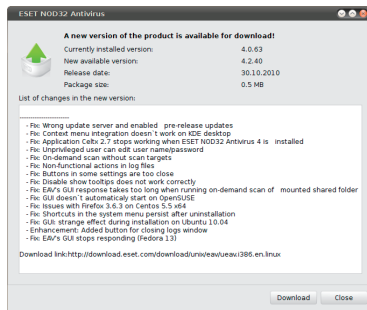 ESET NOD32 Antivirus
A new version of the product is available for download!
Currently installed version: 4.0.63
New available version: 4.2.40
Release date: 30.10.2010
Package size: 0.5 MB
List of changes in the new version:
--------------------
- Fix: Wrong update server and enabled pre-release updates
- Fix: Context menu integration doesn`t work on KDE desktop
- Fix: Application Celtx 2.7 stops working when ESET NOD32 Antivirus 4 is installed
- Fix: Unprivileged user can edit user name/password
- Fix: On-demand scan without scan targets
- Fix: Non-functional actions in log files
- Fix: Buttons in some settings are too close
- Fix: Disable show tooltips does not work correctly
- Fix: EAV's GUI response takes too long when running on-demand scan of mounted shared folder
- Fix: GUI doesn`t automaticaly start on OpenSUSE
- Fix: Issues with Firefox 3.6.3 on Centos 5.5 x64
- Fix: Shortcuts in the system menu persist after uninstallation
- Fix: GUI: strange effect during installation on Ubuntu 10.04
- Enhancement: Added button for closing logs window
- Fix: EAV's GUI stops responding (Fedora 13)
Download link:http://download.eset.com/download/unix/eav/ueav.i386.en.linux
Download Close